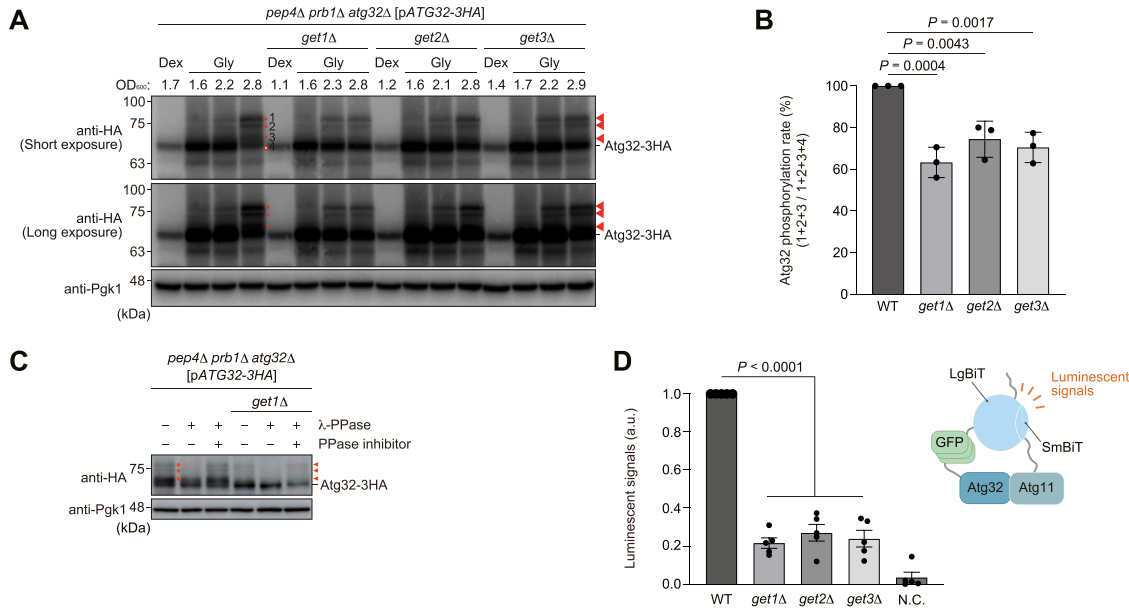 A
pep4Δ prb1Δ atg32Δ [pATG32-3HA]
get1Δ get2Δ get3Δ
Dex Gly Dex Gly Dex Gly Dex Gly
OD600: 1.7 1.6 2.2 2.8 1.1 1.6 2.3 2.8 1.2 1.6 2.1 2.8 1.4 1.7 2.2 2.9
100
75
63
anti-HA
(Short exposure)
1
2
3
4
Atg32-3HA
100
75
63
anti-HA
(Long exposure)
Atg32-3HA
anti-Pgk1
48
(kDa)
B
P = 0.0017
P = 0.0043
P = 0.0004
Atg32 phosphorylation rate (%)
(1+2+3 / 1+2+3+4)
100
80
60
40
20
0
WT get1Δ get2Δ get3Δ
C
pep4Δ prb1Δ atg32Δ
[pATG32-3HA]
get1Δ
− + + − + + λ-PPase
+ + PPase inhibitor
75
anti-HA
Atg32-3HA
anti-Pgk1 48
(kDa)
D
P < 0.0001
Luminescent signals (a.u.)
1.0
0.8
0.6
0.4
0.2
0.0
WT get1Δ get2Δ get3Δ N.C.
LgBiT
Luminescent
signals
SmBiT
GFP
Atg32 Atg11